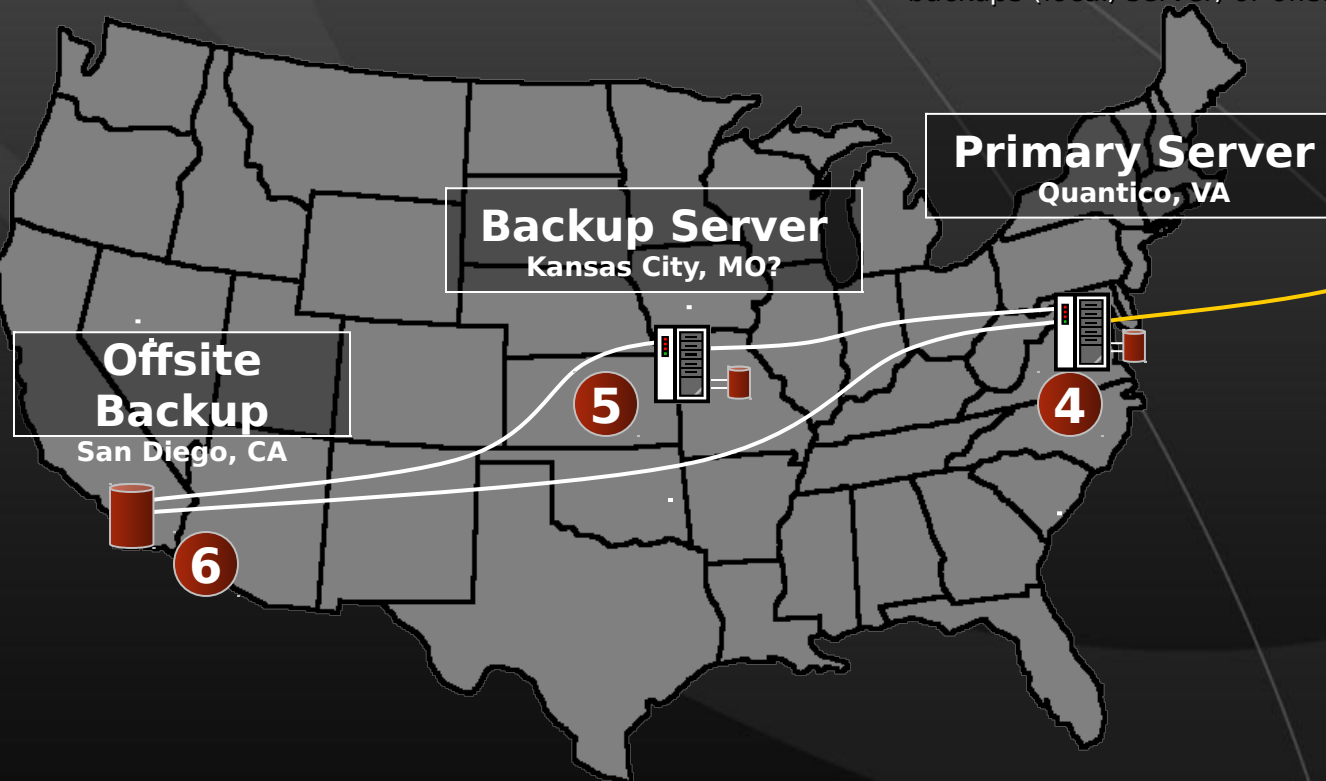 Primary Server
Quantico, VA
Backup Server
Kansas City, MO?
Offsite
Backup
San Diego, CA
5
4
6